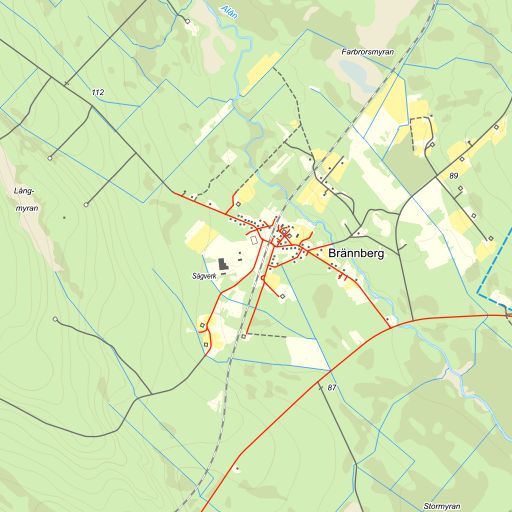 Alån
Farbrorsmyran
112
89
Lång-
myran
Brännberg
Sågverk
87
Stormyran